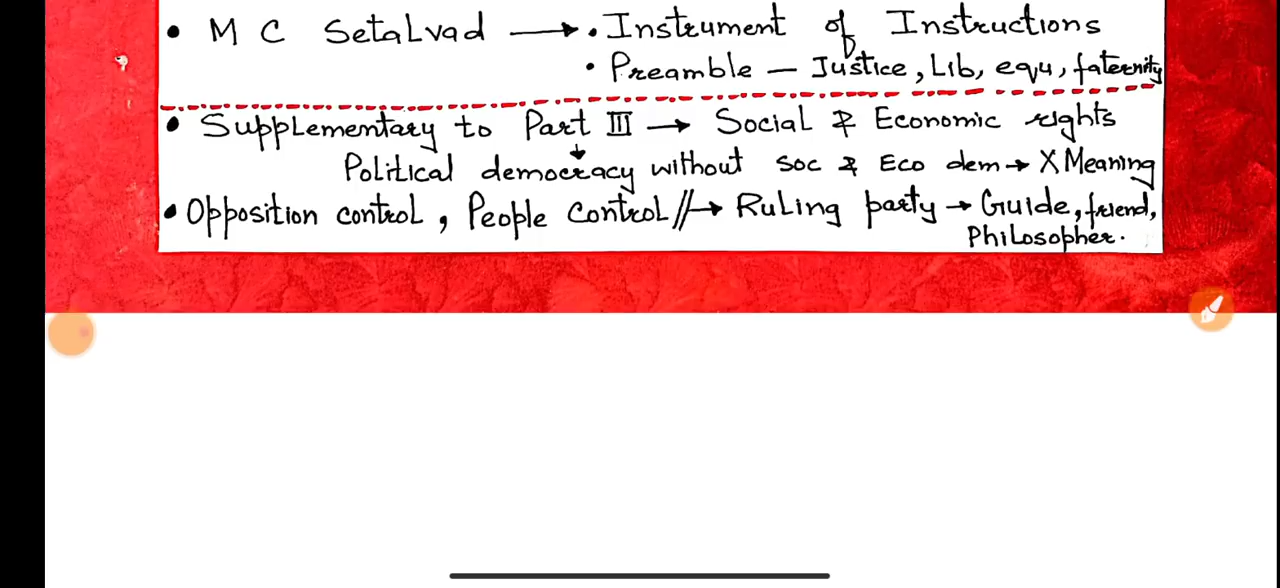 • M C Setalvad → • Instrument of Instructions
• Preamble — Justice, Lib, equ, faternity
• Supplementary to Part III → Social & Economic rights
↓
Political democracy without soc & Eco dem → X Meaning
• Opposition control, People control // → Ruling party → Guide, friend,
Philosopher.